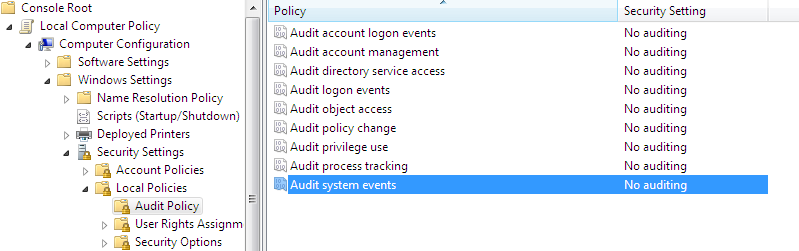 Console Root
Local Computer Policy
Computer Configuration
Software Settings
Windows Settings
Name Resolution Policy
Scripts (Startup/Shutdown)
Deployed Printers
Security Settings
Account Policies
Local Policies
Audit Policy
User Rights Assignm
Security Options
Policy Security Setting
Audit account logon events No auditing
Audit account management No auditing
Audit directory service access No auditing
Audit logon events No auditing
Audit object access No auditing
Audit policy change No auditing
Audit privilege use No auditing
Audit process tracking No auditing
Audit system events No auditing